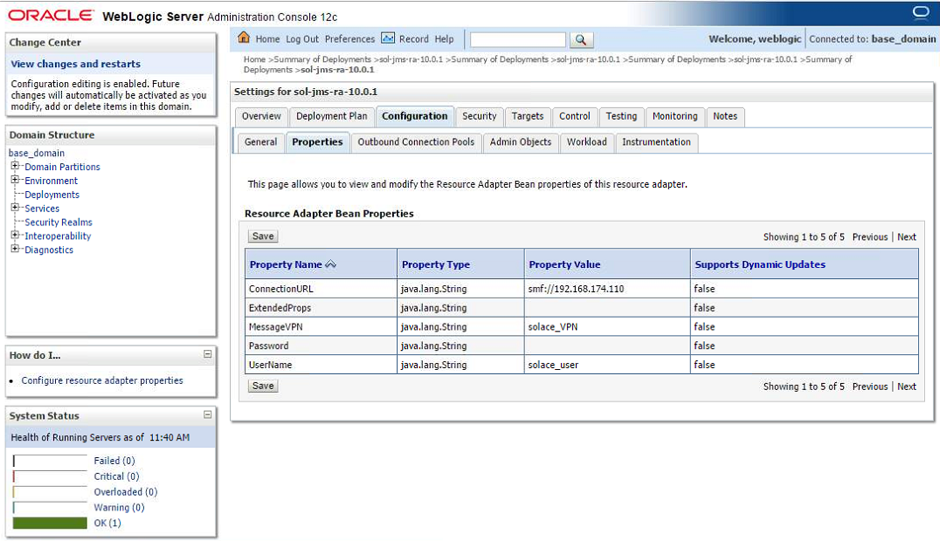 ORACLE WebLogic Server Administration Console 12c
Change Center
View changes and restarts
Configuration editing is enabled. Future
changes will automatically be activated as you
modify, add or delete items in this domain.
Domain Structure
base_domain
Domain Partitions
Environment
Deployments
Services
Security Realms
Interoperability
Diagnostics
How do I...
Configure resource adapter properties
System Status
Health of Running Servers as of 11:40 AM
Failed (0)
Critical (0)
Overloaded (0)
Warning (0)
OK (1)
Home Log Out Preferences Record Help
Welcome, weblogic Connected to: base_domain
Home >Summary of Deployments >sol-jms-ra-10.0.1 >Summary of Deployments >sol-jms-ra-10.0.1 >Summary of Deployments >sol-jms-ra-10.0.1 >Summary of
Deployments >sol-jms-ra-10.0.1
Settings for sol-jms-ra-10.0.1
Overview Deployment Plan Configuration Security Targets Control Testing Monitoring Notes
General Properties Outbound Connection Pools Admin Objects Workload Instrumentation
This page allows you to view and modify the Resource Adapter Bean properties of this resource adapter.
Resource Adapter Bean Properties
Save Showing 1 to 5 of 5 Previous | Next
Property Name Property Type Property Value Supports Dynamic Updates
ConnectionURL java.lang.String smf://192.168.174.110 false
ExtendedProps java.lang.String false
MessageVPN java.lang.String solace_VPN false
Password java.lang.String false
UserName java.lang.String solace_user false
Save Showing 1 to 5 of 5 Previous | Next